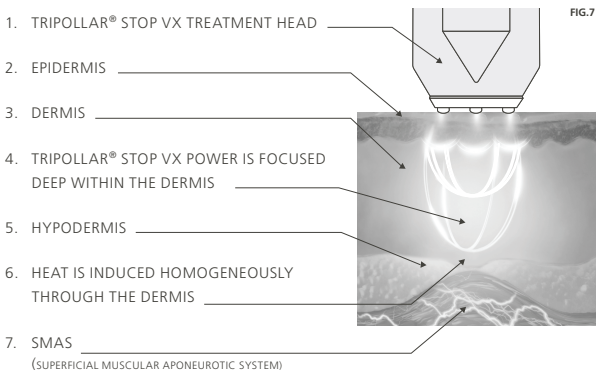 FIG.7
1. TRIPOLLAR® STOP VX TREATMENT HEAD
2. EPIDERMIS
3. DERMIS
4. TRIPOLLAR® STOP VX POWER IS FOCUSED
DEEP WITHIN THE DERMIS
5. HYPODERMIS
6. HEAT IS INDUCED HOMOGENEOUSLY
THROUGH THE DERMIS
7. SMAS
(SUPERFICIAL MUSCULAR APONEUROTIC SYSTEM)